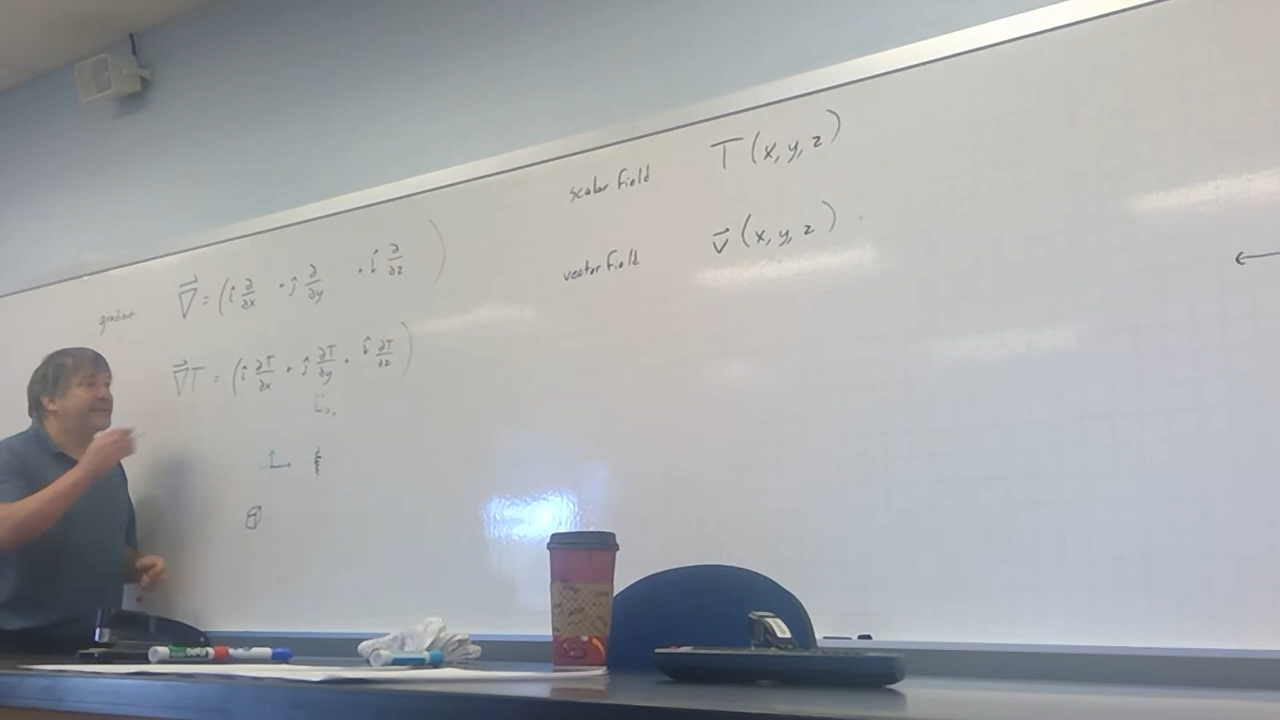 scalar field T(x,y,z)
vector field v⃗(x,y,z)
gradient ∇⃗ = (î ∂/∂x + ĵ ∂/∂y + k̂ ∂/∂z)
∇⃗T = (î ∂T/∂x + ĵ ∂T/∂y + k̂ ∂T/∂z)